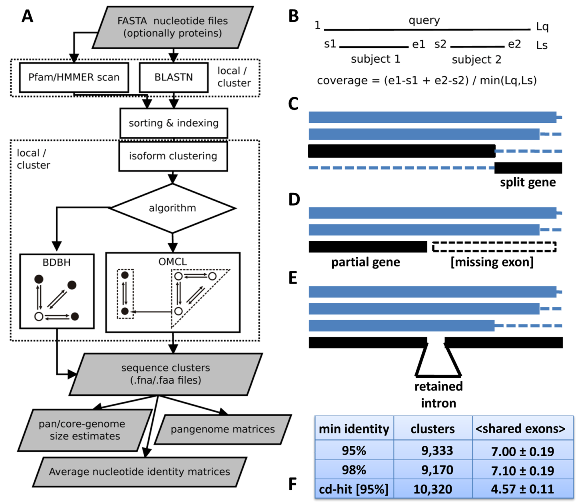 A
FASTA nucleotide files
(optionally proteins)
Pfam/HMMER scan
BLASTN
local /
cluster
sorting & indexing
local /
cluster
isoform clustering
algorithm
BDBH
OMCL
sequence clusters
(.fna/.faa files)
pan/core-genome
size estimates
pangenome matrices
Average nucleotide identity matrices
B
1 query Lq
s1 e1 s2 e2 Ls
subject 1 subject 2
coverage = (e1-s1 + e2-s2) / min(Lq,Ls)
C
split gene
D
partial gene [missing exon]
E
retained
intron
F
min identity clusters <shared exons>
95% 9,333 7.00 ± 0.19
98% 9,170 7.10 ± 0.19
cd-hit [95%] 10,320 4.57 ± 0.11